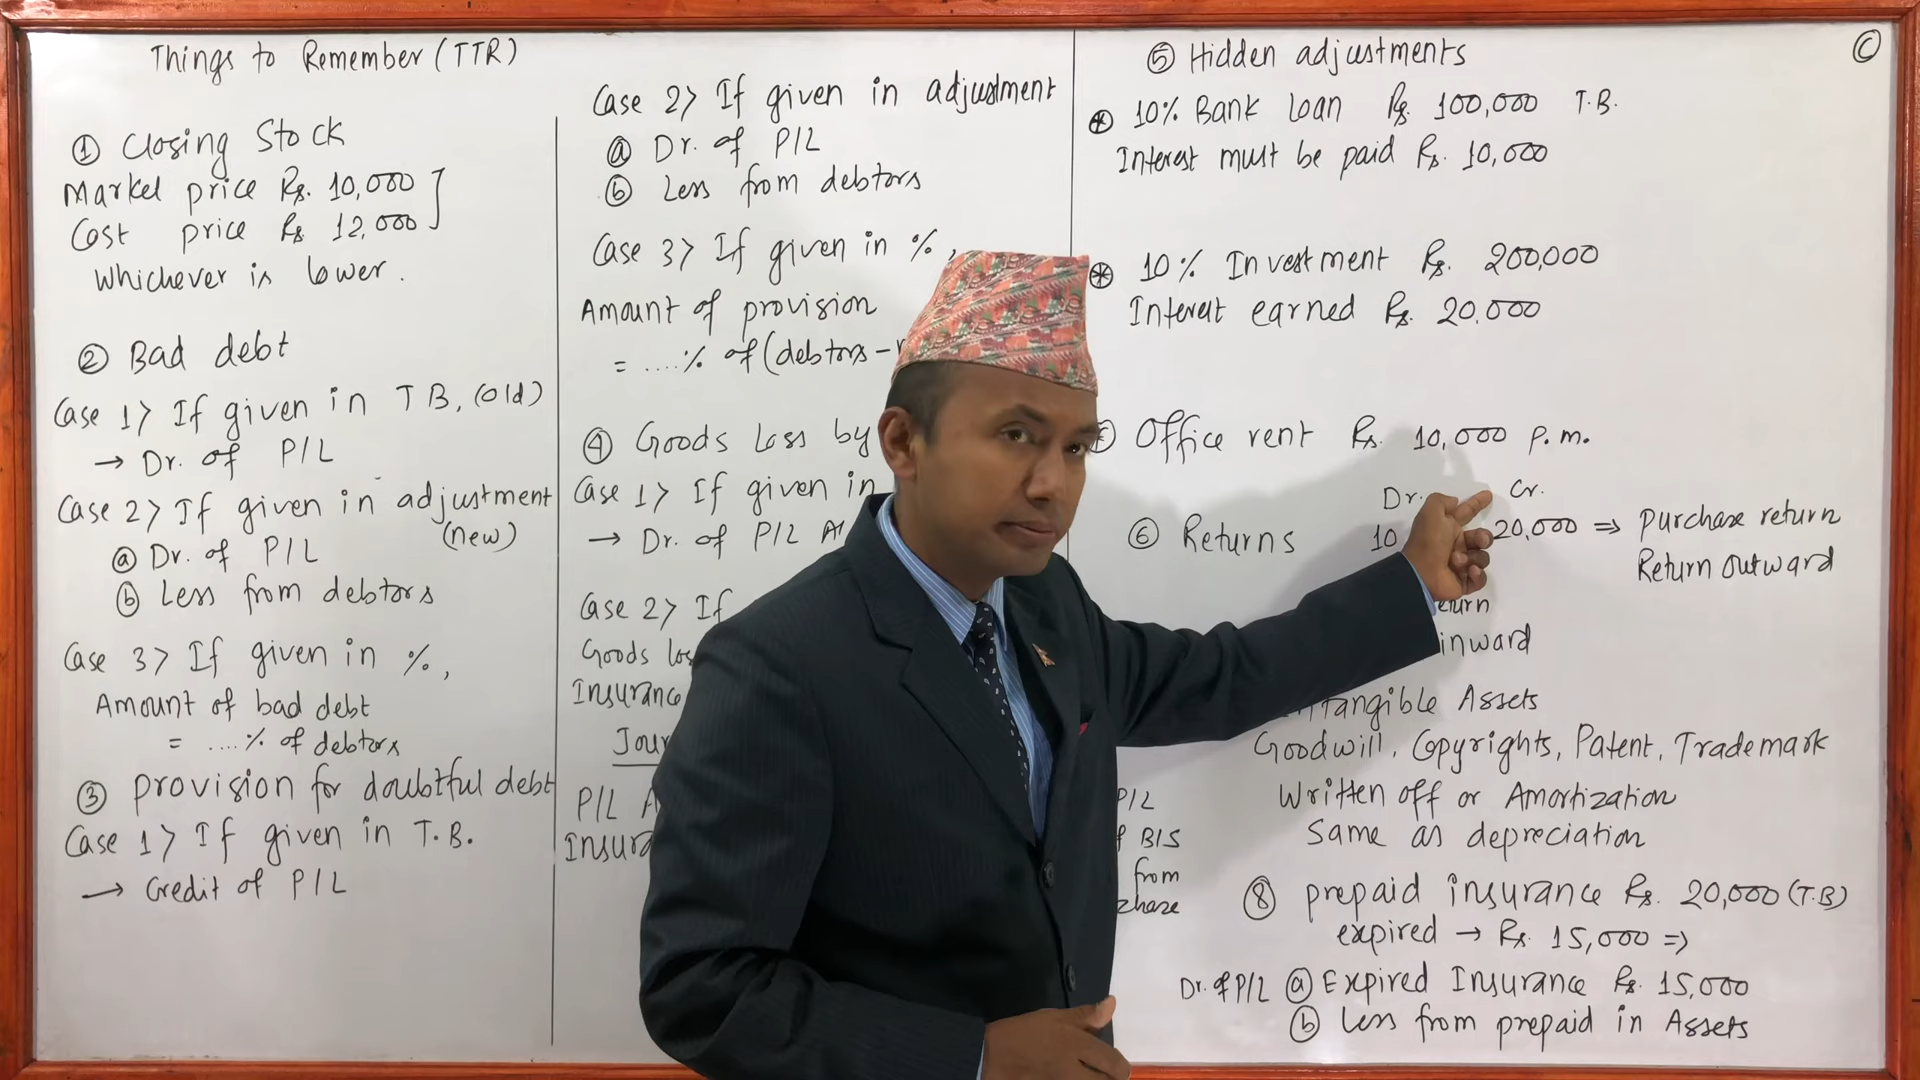 Things to Remember (TTR)
① Closing Stock
Market price Rs. 10,000
Cost price Rs 12,000
Whichever is lower.
② Bad debt
Case 1> If given in T B. (old)
→ Dr. of P/L
Case 2> If given in adjustment
(new)
ⓐ Dr. of P/L
ⓑ Less from debtors
Case 3> If given in %,
Amount of bad debt
= ....% of debtors
③ Provision for doubtful debt
Case 1> If given in T.B.
→ Credit of P/L
Case 2> If given in adjustment
ⓐ Dr. of P/L
ⓑ Less from debtors
Case 3> If given in %,
Amount of provision
= ....% of (debtors -
④ Goods Loss by
Case 1> If given in
→ Dr. of P/L
Case 2> If
Goods
Insurance
P/L
P/L
B/S
from
⑤ Hidden adjustments
10% Bank Loan Rs. 100,000 T.B.
Interest must be paid Rs. 10,000
10% Investment Rs. 200,000
Interest earned Rs. 20,000
Office rent Rs. 10,000 p.m.
Dr. Cr.
⑥ Returns 10 20,000 ⇒ Purchase return
Return outward
inward
Assets
Goodwill, Copyrights, Patent, Trademark
Written off or Amortization
Same as depreciation
⑧ Prepaid insurance Rs. 20,000 (T.B)
expired → Rs. 15,000 ⇒
Dr. of P/L ⓐ Expired Insurance Rs. 15,000
ⓑ Less from prepaid in Assets
©